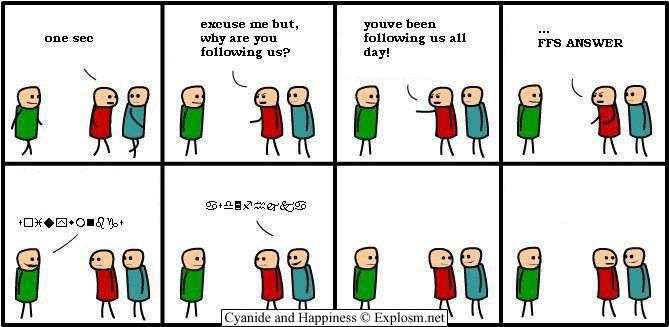 one sec
excuse me but,
why are you
following us?
youve been
following us all
day!
...
FFS ANSWER
Cyanide and Happiness © Explosm.net